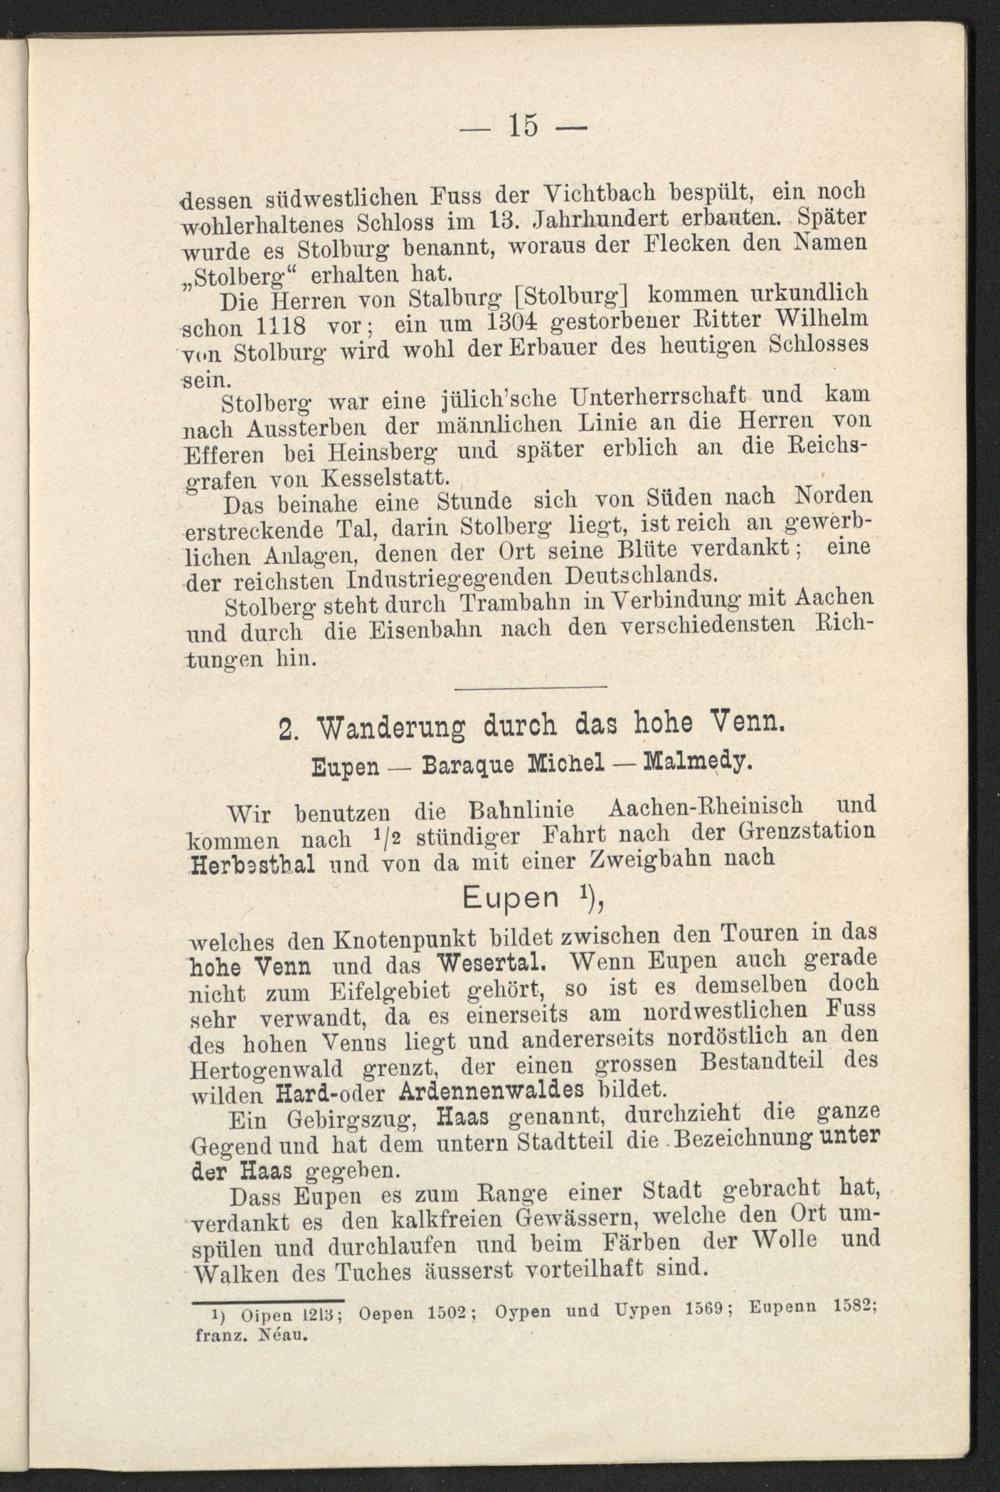 — 15 —
dessen südwestlichen Fuss der Vichtbach bespült, ein noch
wohlerhaltenes Schloss im 13. Jahrhundert erbauten. Später
wurde es Stolburg benannt, woraus der Flecken den Namen
„Stolberg“ erhalten hat.
Die Herren von Stalburg [Stolburg] kommen urkundlich
schon 1118 vor; ein um 1304 gestorbener Ritter Wilhelm
von Stolburg wird wohl der Erbauer des heutigen Schlosses
sein.
Stolberg war eine jülich'sche Unterherrschaft und kam
nach Aussterben der männlichen Linie an die Herren von
Efferen bei Heinsberg und später erblich an die Reichs-
grafen von Kesselstatt.
Das beinahe eine Stunde sich von Süden nach Norden
erstreckende Tal, darin Stolberg liegt, ist reich an gewerb-
lichen Anlagen, denen der Ort seine Blüte verdankt; eine
der reichsten Industriegegenden Deutschlands.
Stolberg steht durch Trambahn in Verbindung mit Aachen
und durch die Eisenbahn nach den verschiedensten Rich-
tungen hin.
2. Wanderung durch das hohe Venn.
Eupen — Baraque Michel — Malmedy.
Wir benutzen die Bahnlinie Aachen-Rheinisch und
kommen nach 1/2 stündiger Fahrt nach der Grenzstation
Herbesthal und von da mit einer Zweigbahn nach
Eupen ¹),
welches den Knotenpunkt bildet zwischen den Touren in das
hohe Venn und das Wesertal. Wenn Eupen auch gerade
nicht zum Eifelgebiet gehört, so ist es demselben doch
sehr verwandt, da es einerseits am nordwestlichen Fuss
des hohen Venns liegt und andererseits nordöstlich an den
Hertogenwald grenzt, der einen grossen Bestandteil des
wilden Hard-oder Ardennenwaldes bildet.
Ein Gebirgszug, Haas genannt, durchzieht die ganze
Gegend und hat dem untern Stadtteil die Bezeichnung unter
der Haas gegeben.
Dass Eupen es zum Range einer Stadt gebracht hat,
verdankt es den kalkfreien Gewässern, welche den Ort um-
spülen und durchlaufen und beim Färben der Wolle und
Walken des Tuches äusserst vorteilhaft sind.
¹) Oipen 1213; Oepen 1502; Oypen und Uypen 1569; Eupenn 1582;
franz. Néau.